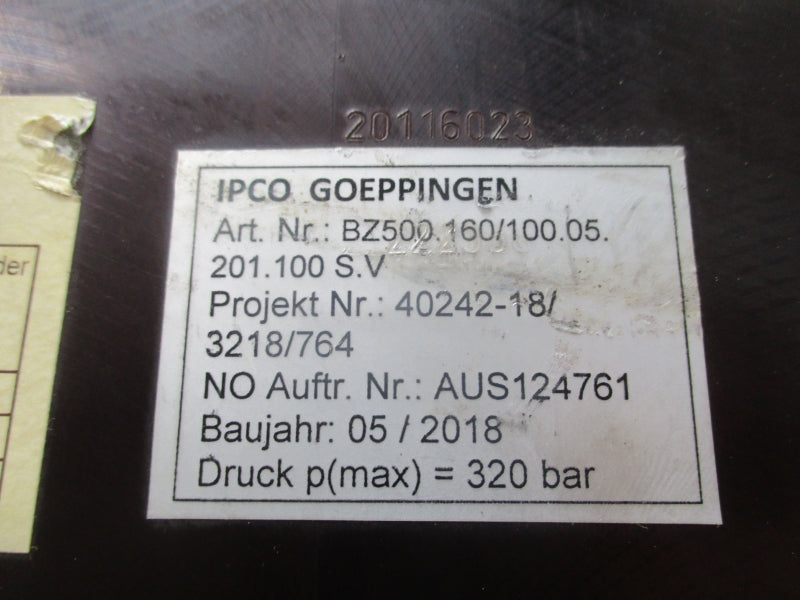 20116023
IPCO GOEPPINGEN
Art. Nr.: BZ500.160/100.05.
201.100 S.V
Projekt Nr.: 40242-18/
3218/764
NO Auftr. Nr.: AUS124761
Baujahr: 05 / 2018
Druck p(max) = 320 bar
der